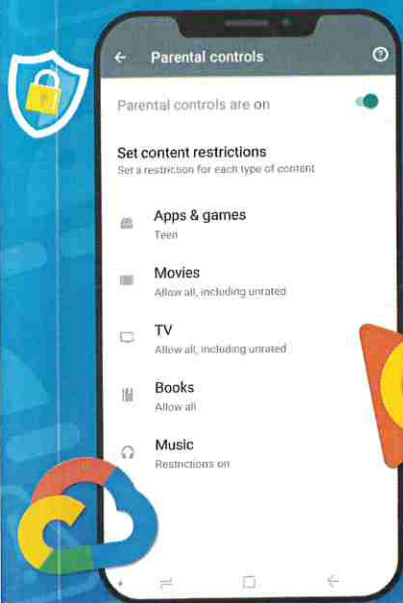 Parental controls
Parental controls are on
Set content restrictions
Set a restriction for each type of content
Apps & games
Teen
Movies
Allow all, including unrated
TV
Allow all, including unrated
Books
Allow all
Music
Restrictions on